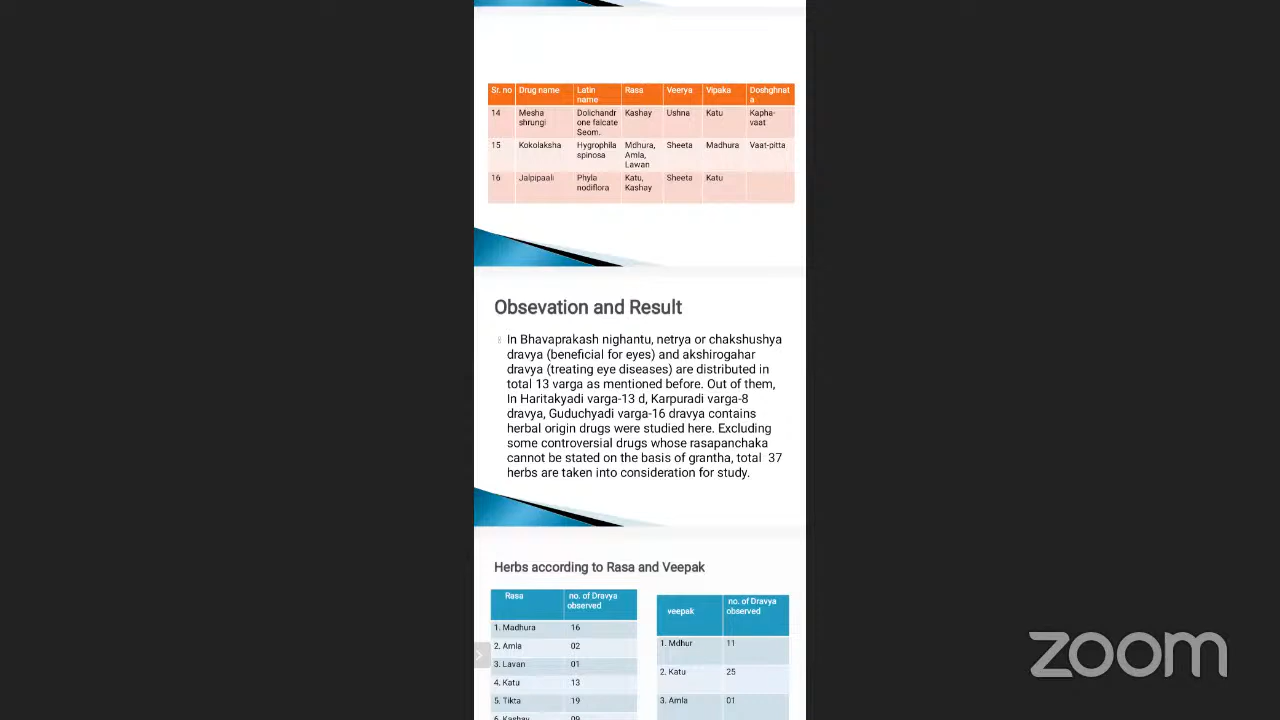 Sr. no Drug name Latin name Rasa Veerya Vipaka Doshghnata
14 Mesha shrungi Dolichandrone falcate Seom. Kashay Ushna Katu Kapha-vaat
15 Kokolaksha Hygrophila spinosa Mdhura, Amla, Lawan Sheeta Madhura Vaat-pitta
16 Jalpipaali Phyla nodiflora Katu, Kashay Sheeta Katu
Obsevation and Result
In Bhavaprakash nighantu, netrya or chakshushya
dravya (beneficial for eyes) and akshirogahar
dravya (treating eye diseases) are distributed in
total 13 varga as mentioned before. Out of them,
In Haritakyadi varga-13 d, Karpuradi varga-8
dravya, Guduchyadi varga-16 dravya contains
herbal origin drugs were studied here. Excluding
some controversial drugs whose rasapanchaka
cannot be stated on the basis of grantha, total 37
herbs are taken into consideration for study.
Herbs according to Rasa and Veepak
Rasa no. of Dravya observed
1. Madhura 16
2. Amla 02
3. Lavan 01
4. Katu 13
5. Tikta 19
6. Kashay 09
veepak no. of Dravya observed
1. Mdhur 11
2. Katu 25
3. Amla 01
zoom